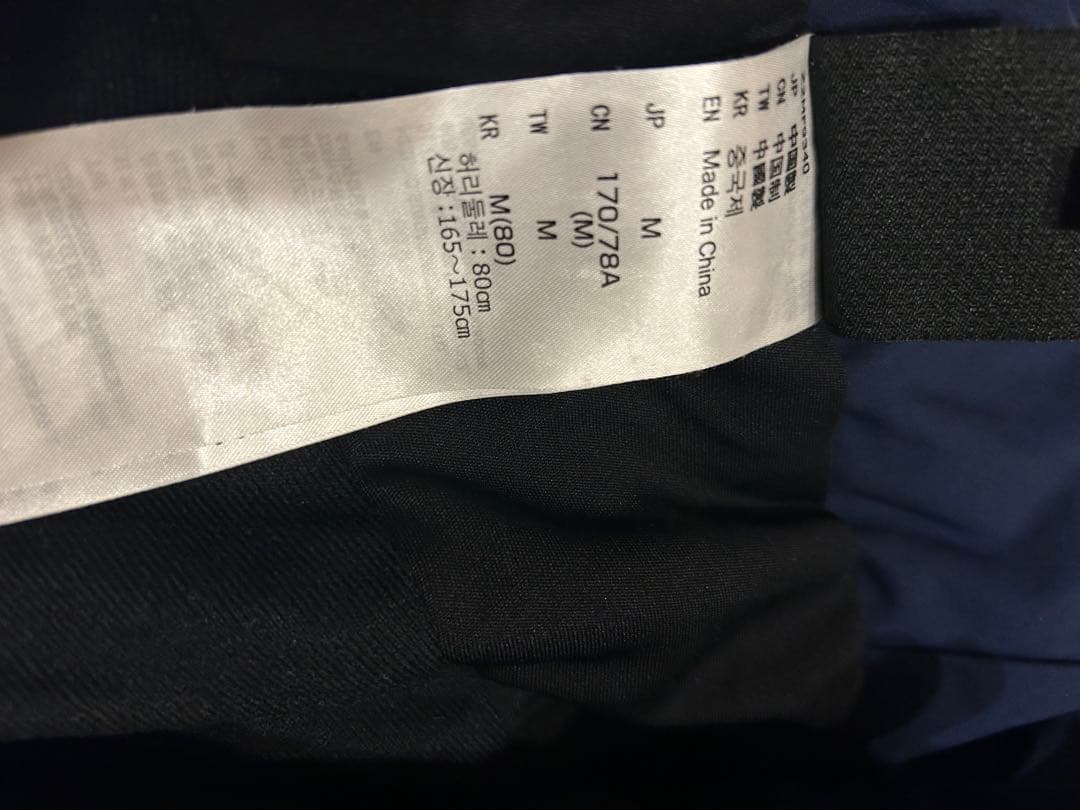 JP 中国製
CN 中国制
TW 中國製
KR 중국제
EN Made in China
JP M
CN 170/78A
(M)
TW M
KR M(80)
허리둘레 : 80㎝
신장 : 165~175㎝